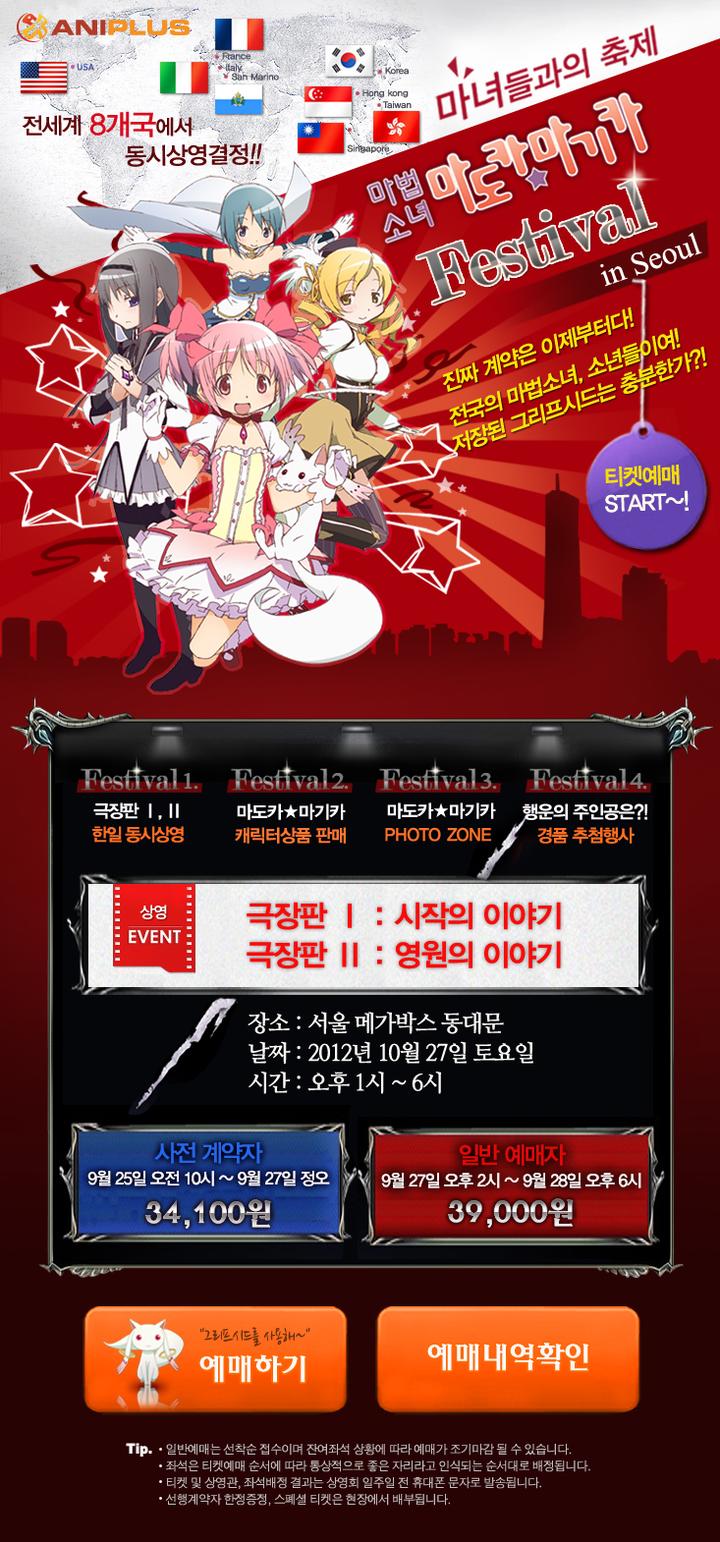 ANIPLUS
France
USA
Italy
San Marino
Korea
Hong kong
Taiwan
Singapore
전세계 8개국에서
동시상영결정!!
마녀들과의 축제
마법
소녀
마도카★마기카
Festival
in Seoul
진짜 계약은 이제부터다!
전국의 마법소녀, 소년들이여!
저장된 그리프시드는 충분한가?!
티켓예매
START~!
Festival 1.
극장판 Ⅰ, Ⅱ
한일 동시상영
Festival 2.
마도카★마기카
캐릭터상품 판매
Festival 3.
마도카★마기카
PHOTO ZONE
Festival 4.
행운의 주인공은?!
경품 추첨행사
상영
EVENT
극장판 Ⅰ : 시작의 이야기
극장판 Ⅱ : 영원의 이야기
장소 : 서울 메가박스 동대문
날짜 : 2012년 10월 27일 토요일
시간 : 오후 1시 ~ 6시
사전 계약자
9월 25일 오전 10시 ~ 9월 27일 정오
34,100원
일반 예매자
9월 27일 오후 2시 ~ 9월 28일 오후 6시
39,000원
"그리프시드를 사용해~"
예매하기
예매내역확인
Tip. • 일반예매는 선착순 접수이며 잔여좌석 상황에 따라 예매가 조기마감 될 수 있습니다.
• 좌석은 티켓예매 순서에 따라 통상적으로 좋은 자리라고 인식되는 순서대로 배정됩니다.
• 티켓 및 상영관, 좌석배정 결과는 상영회 일주일 전 휴대폰 문자로 발송됩니다.
• 선행계약자 한정증정, 스페셜 티켓은 현장에서 배부됩니다.